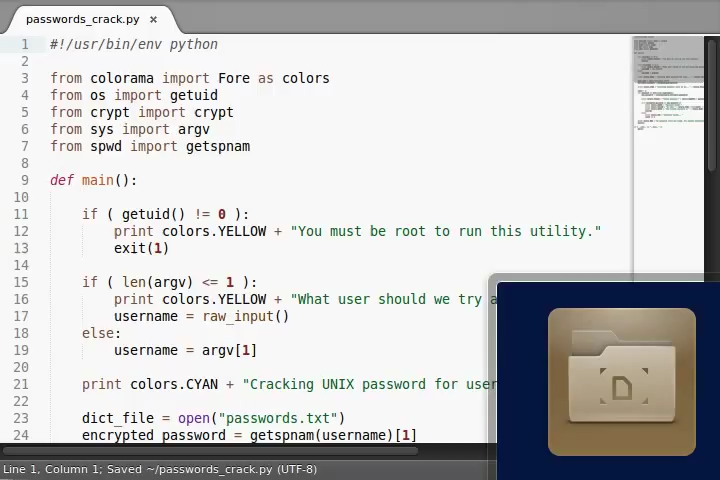 passwords_crack.py ×
1 #!/usr/bin/env python
2
3 from colorama import Fore as colors
4 from os import getuid
5 from crypt import crypt
6 from sys import argv
7 from spwd import getspnam
8
9 def main():
10
11 if ( getuid() != 0 ):
12 print colors.YELLOW + "You must be root to run this utility."
13 exit(1)
14
15 if ( len(argv) <= 1 ):
16 print colors.YELLOW + "What user should we try a
17 username = raw_input()
18 else:
19 username = argv[1]
20
21 print colors.CYAN + "Cracking UNIX password for user
22
23 dict_file = open("passwords.txt")
24 encrypted_password = getspnam(username)[1]
Line 1, Column 1; Saved ~/passwords_crack.py (UTF-8)